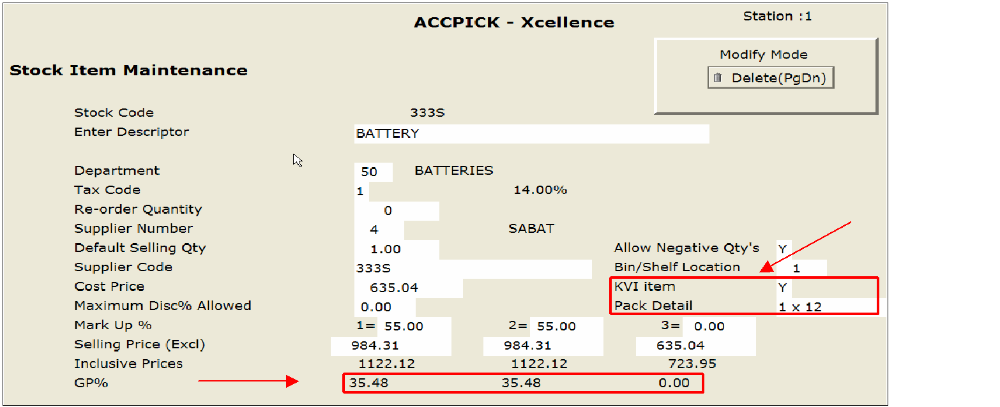 ACCPICK - Xcellence
Station :1
Modify Mode
Delete(PgDn)
Stock Item Maintenance
Stock Code 333S
Enter Descriptor BATTERY
Department 50 BATTERIES
Tax Code 1 14.00%
Re-order Quantity 0
Supplier Number 4 SABAT
Default Selling Qty 1.00 Allow Negative Qty's Y
Supplier Code 333S Bin/Shelf Location 1
Cost Price 635.04 KVI item Y
Maximum Disc% Allowed 0.00 Pack Detail 1 x 12
Mark Up % 1= 55.00 2= 55.00 3= 0.00
Selling Price (Excl) 984.31 984.31 635.04
Inclusive Prices 1122.12 1122.12 723.95
GP% 35.48 35.48 0.00